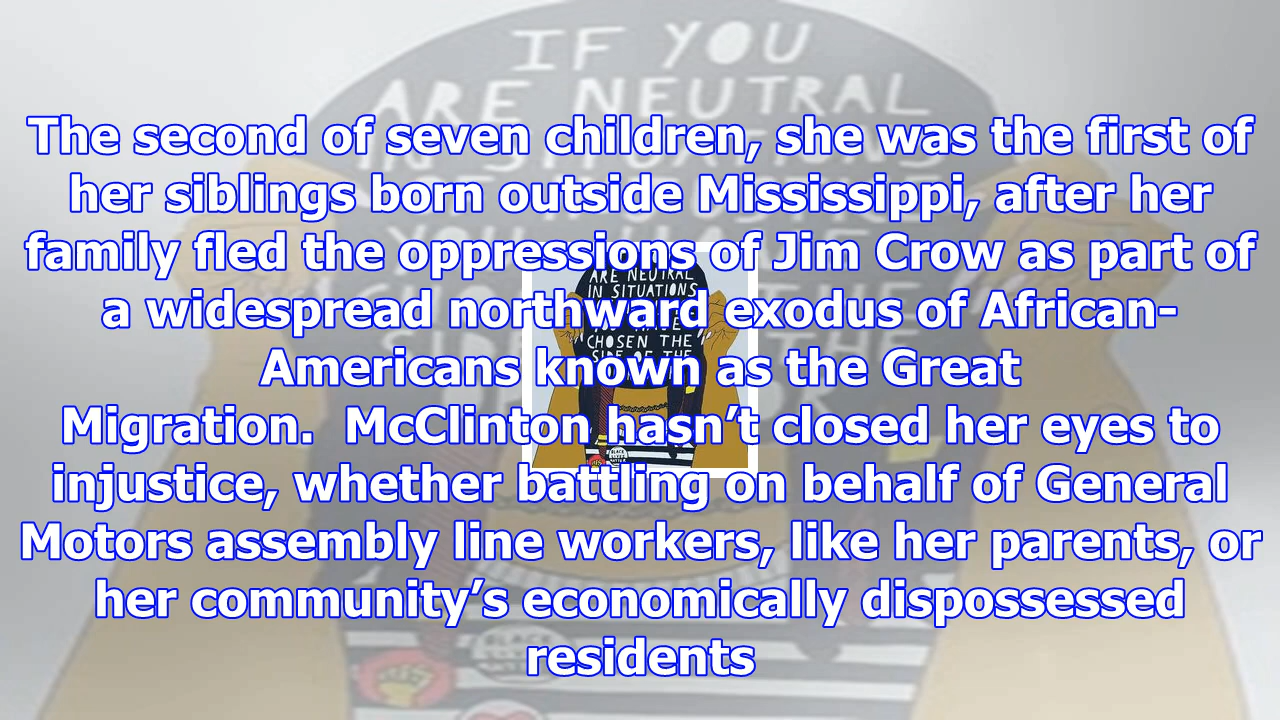 IF YOU
ARE NEUTRAL
The second of seven children, she was the first of
her siblings born outside Mississippi, after her
family fled the oppressions of Jim Crow as part of
a widespread northward exodus of African-
Americans known as the Great
Migration.  McClinton hasn’t closed her eyes to
injustice, whether battling on behalf of General
Motors assembly line workers, like her parents, or
her community’s economically dispossessed
residents
ARE NEUTRAL
IN SITUATIONS
CHOSEN THE
SIDE OF THE